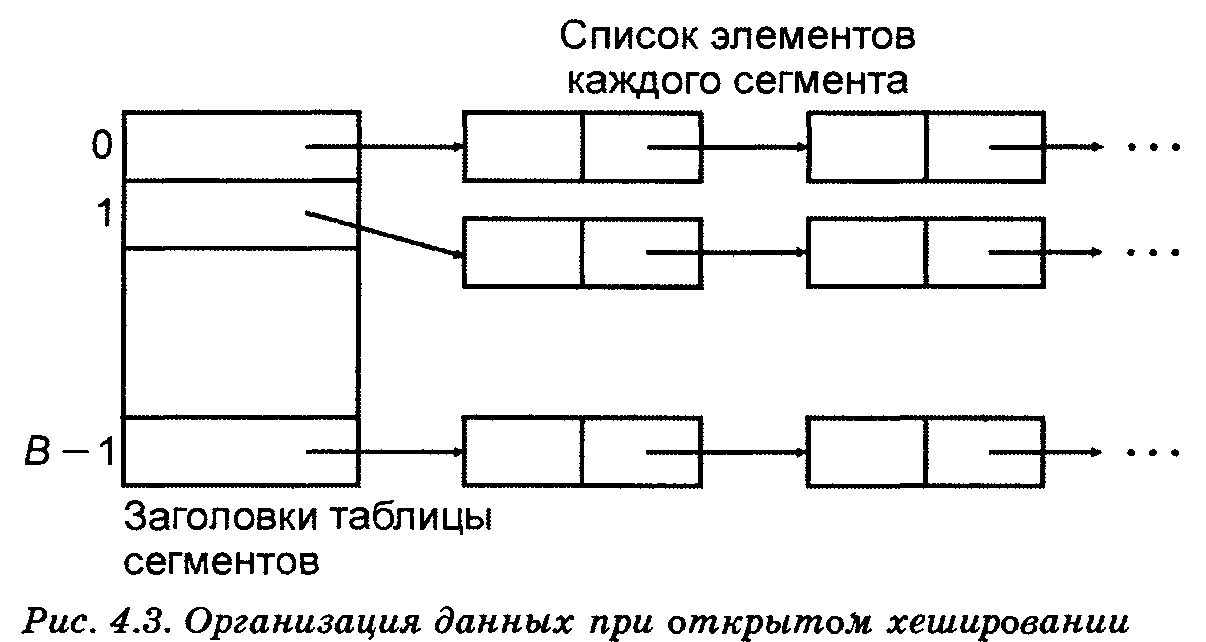 Список элементов
каждого сегмента
0
1
B – 1
Заголовки таблицы
сегментов
Рис. 4.3. Организация данных при открытом хешировании